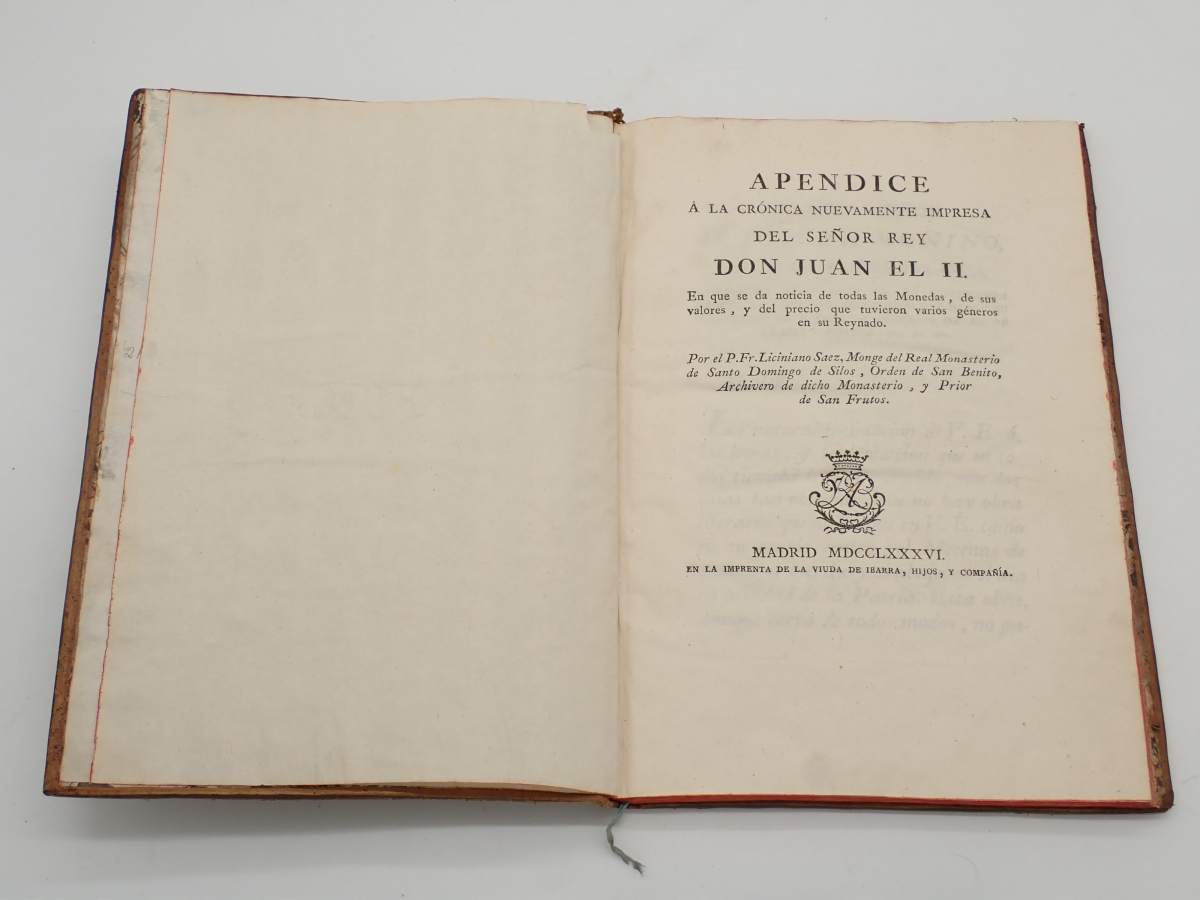 APENDICE
Á LA CRÓNICA NUEVAMENTE IMPRESA
DEL SEÑOR REY
DON JUAN EL II.
En que se da noticia de todas las Monedas, de sus
valores, y del precio que tuvieron varios géneros
en su Reynado.
Por el P. Fr. Liciniano Saez, Monge del Real Monasterio
de Santo Domingo de Silos, Orden de San Benito,
Archivero de dicho Monasterio, y Prior
de San Frutos.
MADRID MDCCLXXXVI.
EN LA IMPRENTA DE LA VIUDA DE IBARRA, HIJOS, Y COMPAÑÍA.